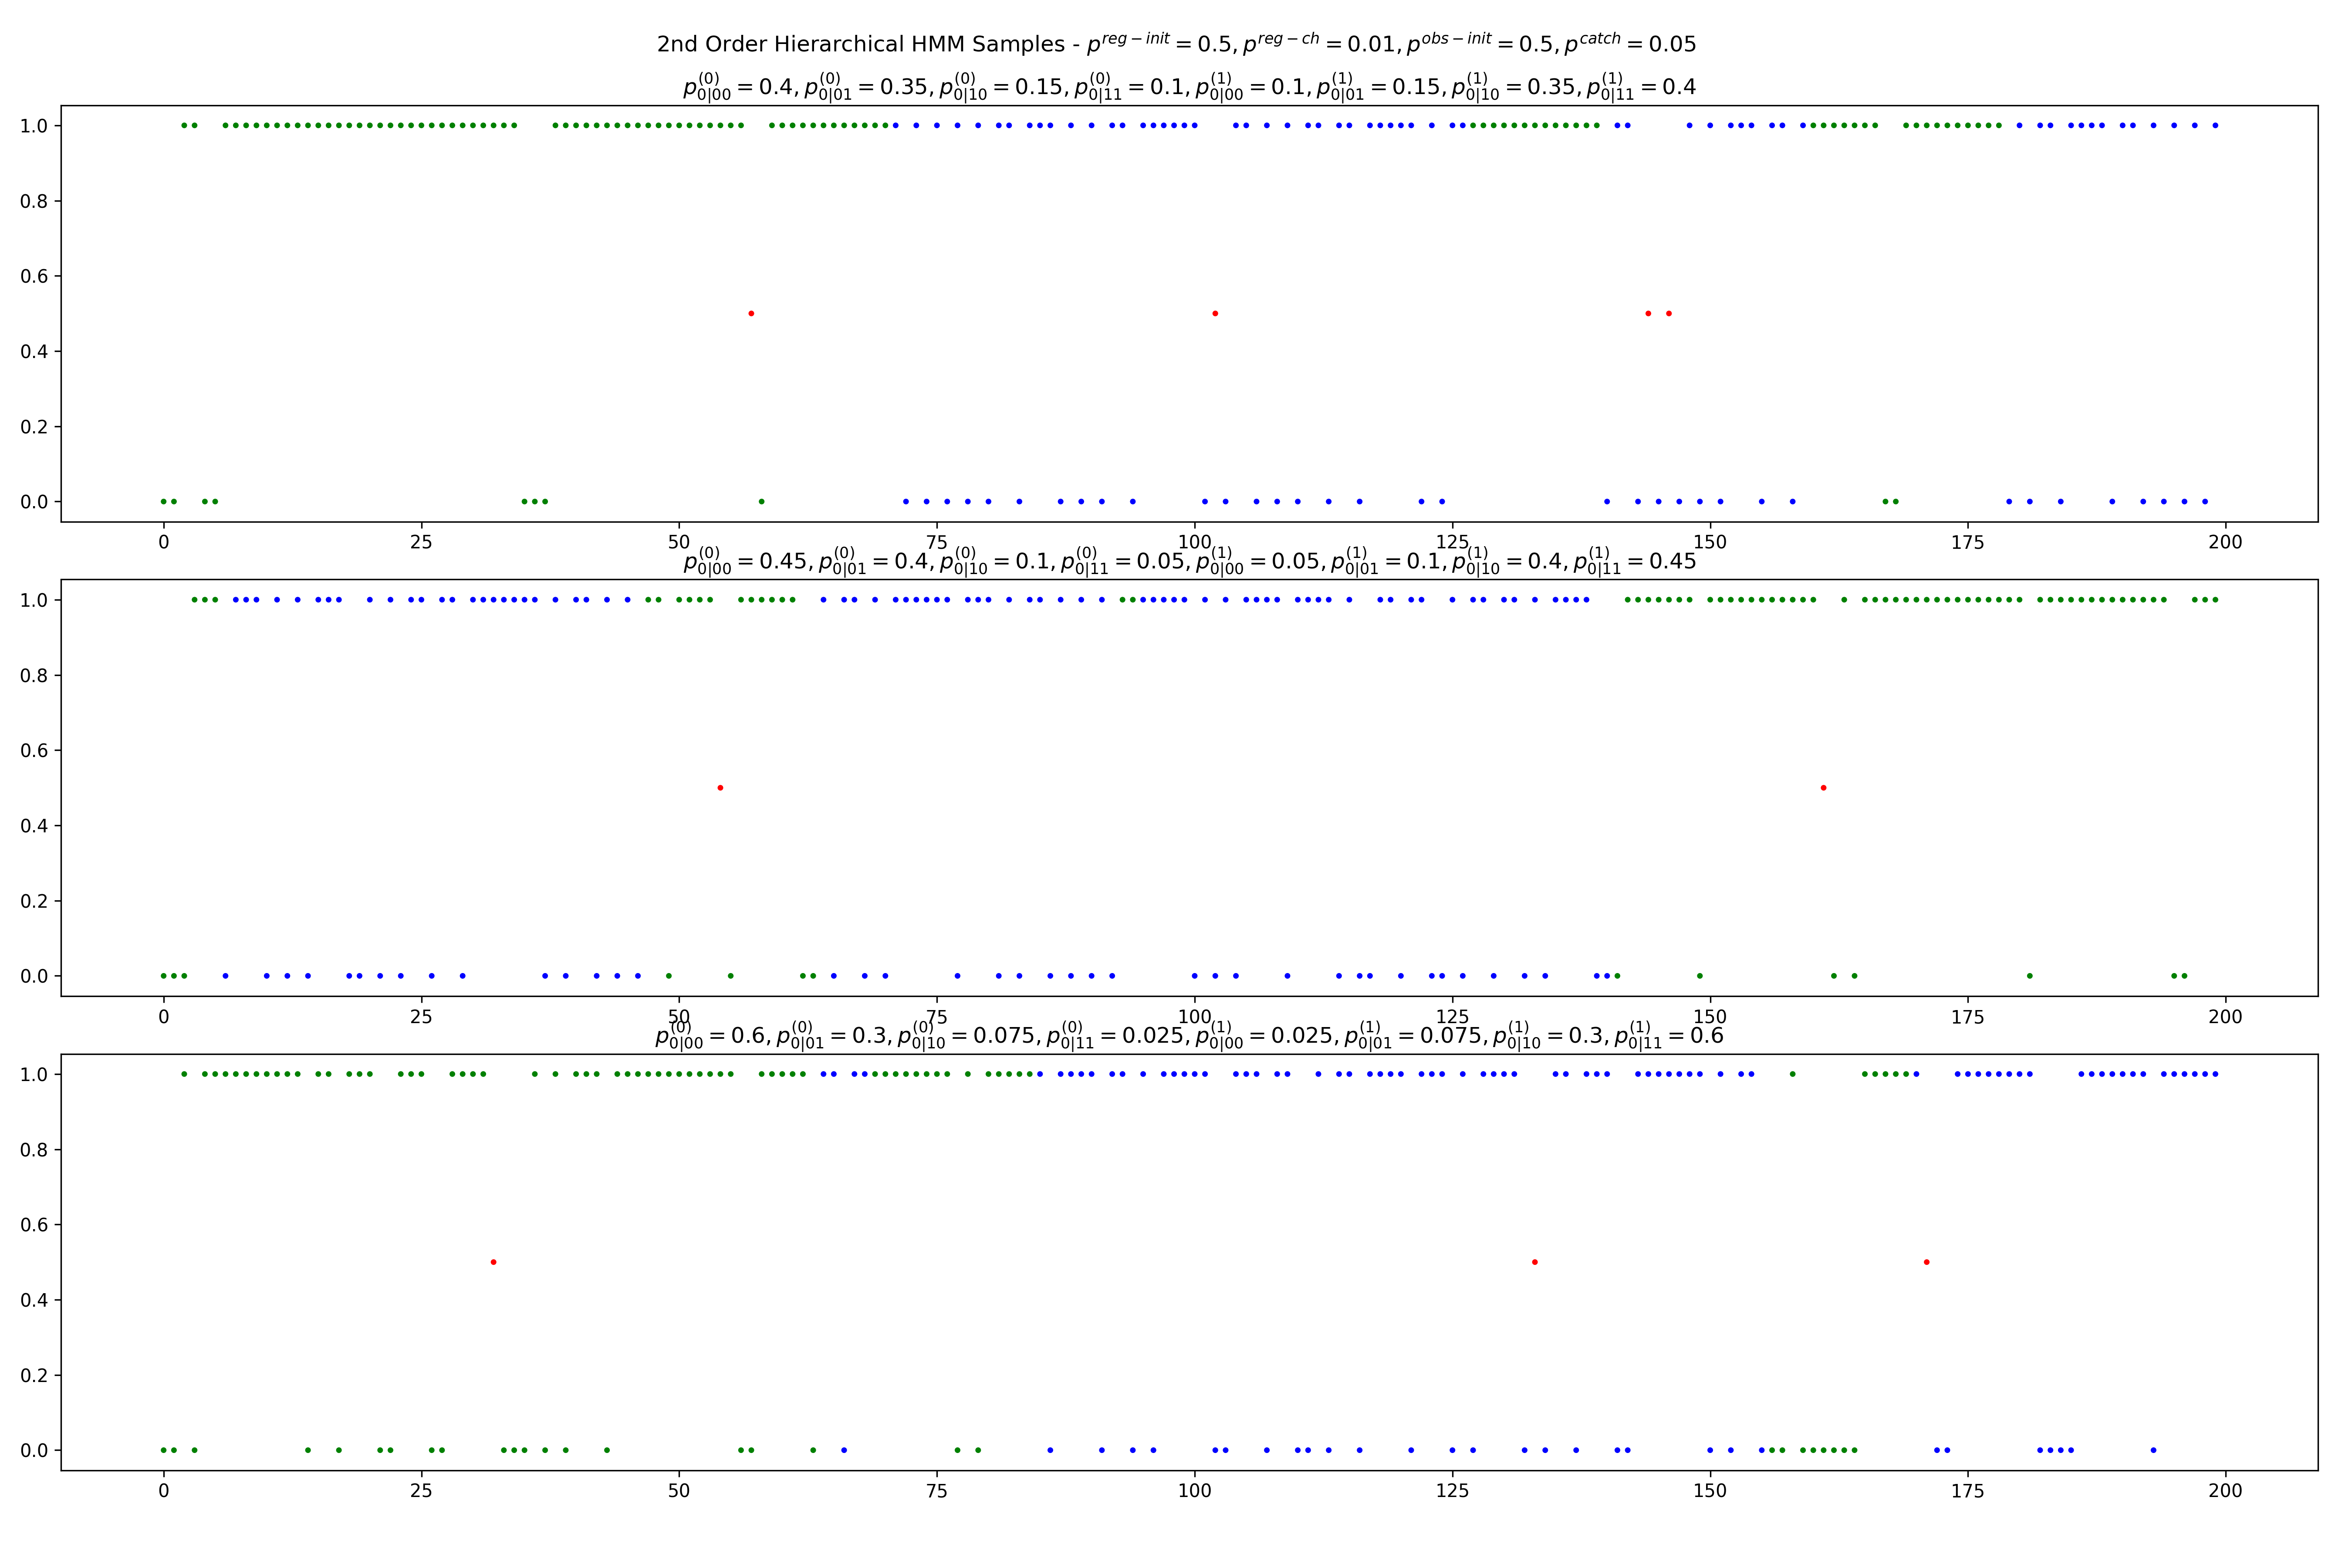 2nd Order Hierarchical HMM Samples - p^{reg-init} = 0.5, p^{reg-ch} = 0.01, p^{obs-init} = 0.5, p^{catch} = 0.05
p^{(0)}_{0|00} = 0.4, p^{(0)}_{0|01} = 0.35, p^{(0)}_{0|10} = 0.15, p^{(0)}_{0|11} = 0.1, p^{(1)}_{0|00} = 0.1, p^{(1)}_{0|01} = 0.15, p^{(1)}_{0|10} = 0.35, p^{(1)}_{0|11} = 0.4
1.0
0.8
0.6
0.4
0.2
0.0
0 25 50 75 100 125 150 175 200
p^{(0)}_{0|00} = 0.45, p^{(0)}_{0|01} = 0.4, p^{(0)}_{0|10} = 0.1, p^{(0)}_{0|11} = 0.05, p^{(1)}_{0|00} = 0.05, p^{(1)}_{0|01} = 0.1, p^{(1)}_{0|10} = 0.4, p^{(1)}_{0|11} = 0.45
1.0
0.8
0.6
0.4
0.2
0.0
0 25 50 75 100 125 150 175 200
p^{(0)}_{0|00} = 0.6, p^{(0)}_{0|01} = 0.3, p^{(0)}_{0|10} = 0.075, p^{(0)}_{0|11} = 0.025, p^{(1)}_{0|00} = 0.025, p^{(1)}_{0|01} = 0.075, p^{(1)}_{0|10} = 0.3, p^{(1)}_{0|11} = 0.6
1.0
0.8
0.6
0.4
0.2
0.0
0 25 50 75 100 125 150 175 200